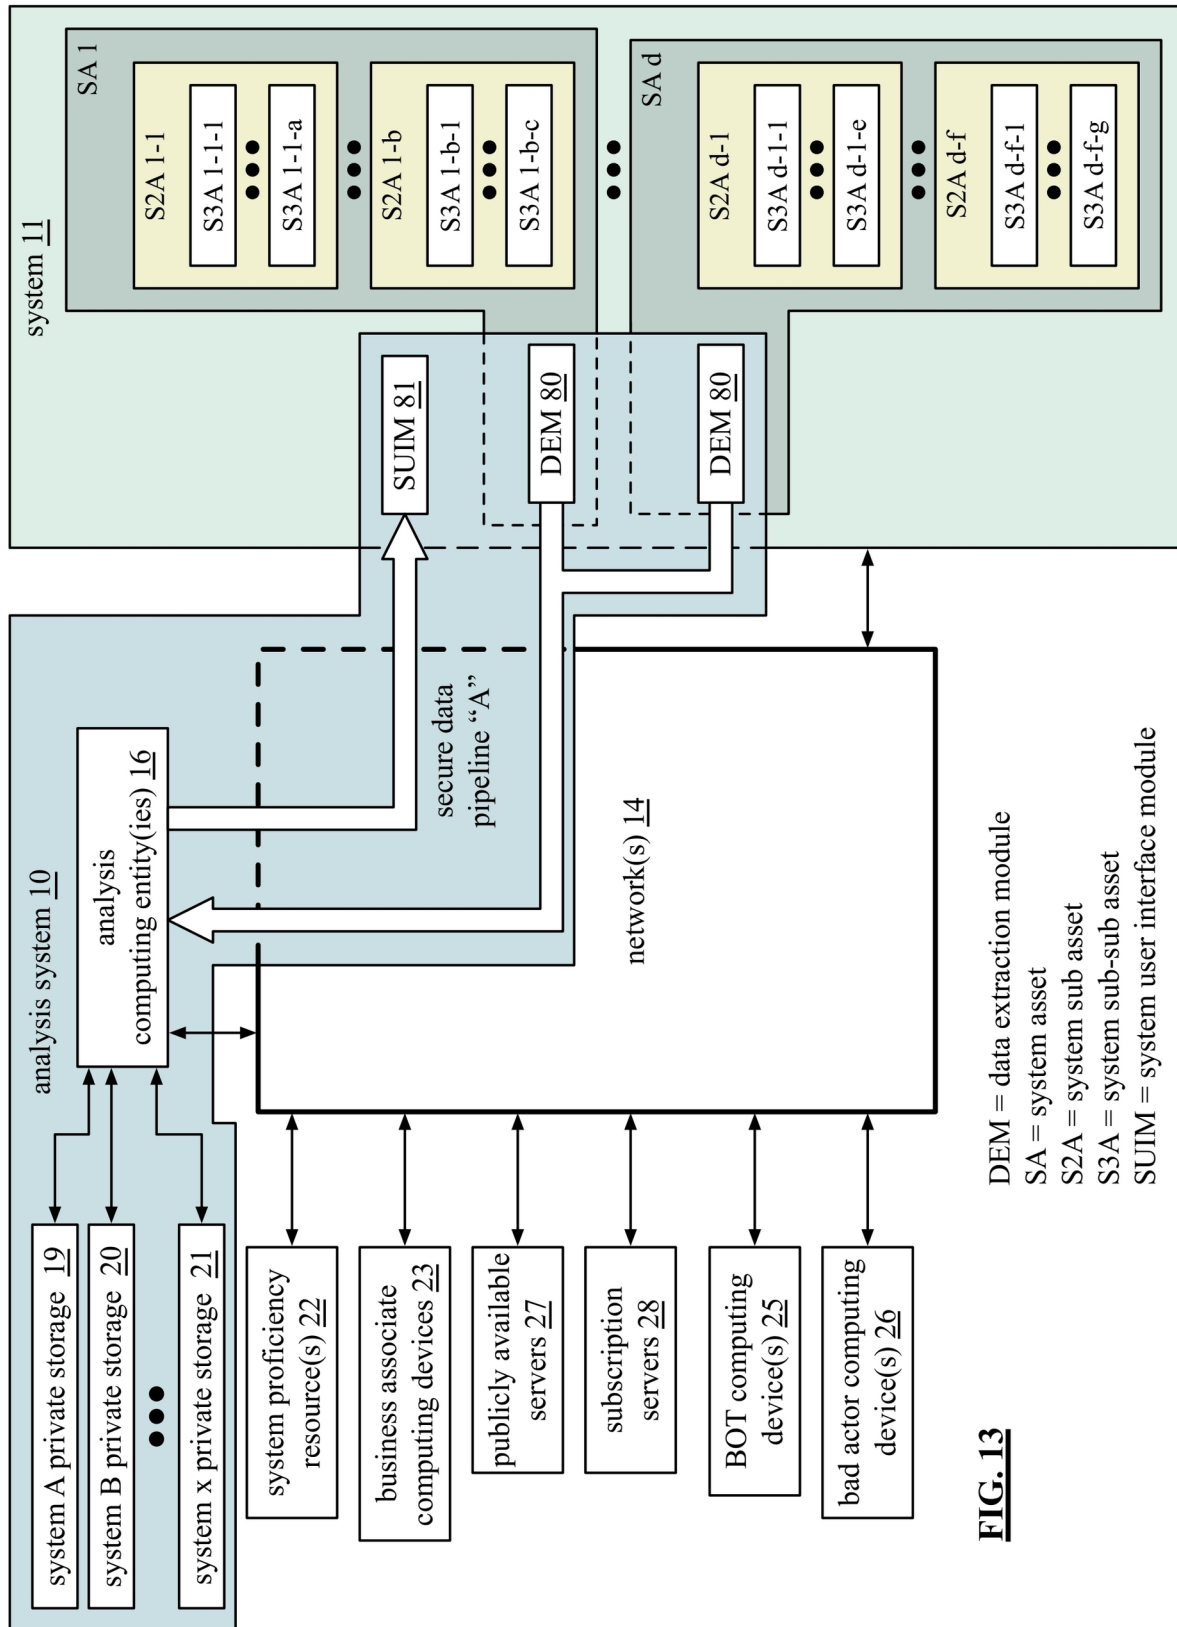 analysis system 10
system A private storage 19
system B private storage 20
system x private storage 21
analysis
computing entity(ies) 16
system proficiency
resource(s) 22
business associate
computing devices 23
publicly available
servers 27
subscription
servers 28
BOT computing
device(s) 25
bad actor computing
device(s) 26
network(s) 14
secure data
pipeline “A”
system 11
SUIM 81
DEM 80
DEM 80
SA 1
S2A 1-1
S3A 1-1-1
S3A 1-1-a
S2A 1-b
S3A 1-b-1
S3A 1-b-c
SA d
S2A d-1
S3A d-1-1
S3A d-1-e
S2A d-f
S3A d-f-1
S3A d-f-g
DEM = data extraction module
SA = system asset
S2A = system sub asset
S3A = system sub-sub asset
SUIM = system user interface module
FIG. 13